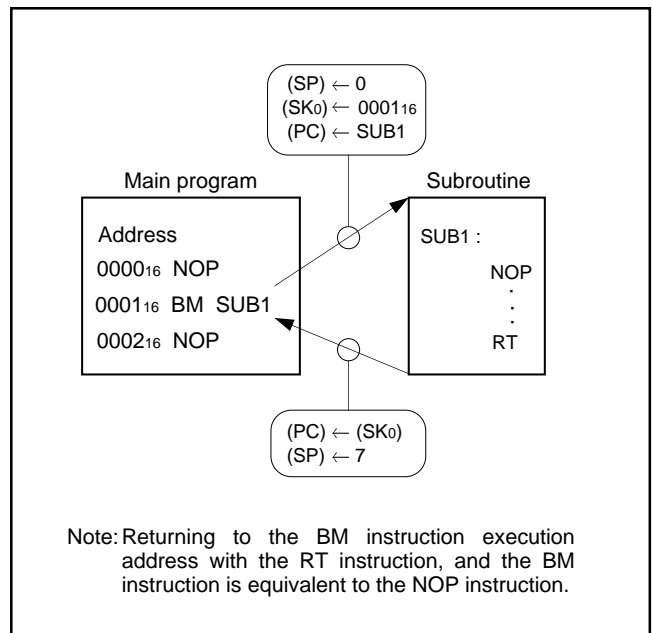 (SP) ← 0
(SK₀) ← 0001₁₆
(PC) ← SUB1
Main program
Subroutine
Address
0000₁₆ NOP
0001₁₆ BM SUB1
0002₁₆ NOP
SUB1 :
NOP
.
.
.
RT
(PC) ← (SK₀)
(SP) ← 7
Note: Returning to the BM instruction execution
address with the RT instruction, and the BM
instruction is equivalent to the NOP instruction.